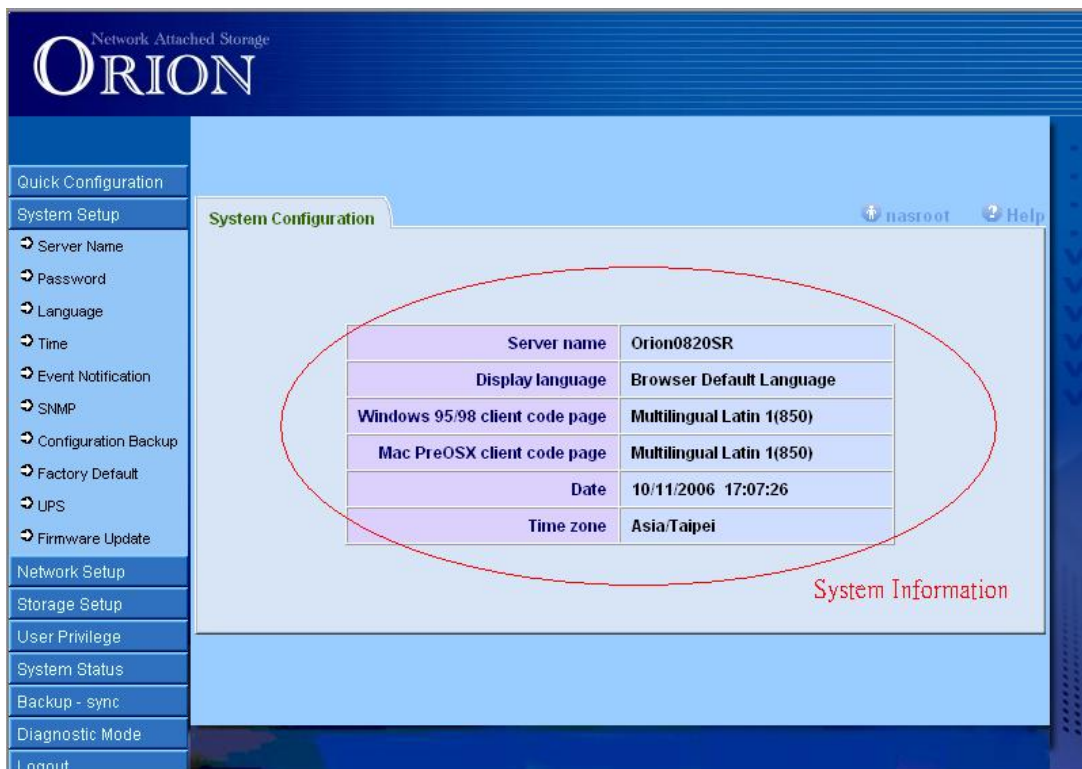 Network Attached Storage
ORION
Quick Configuration
System Setup
Server Name
Password
Language
Time
Event Notification
SNMP
Configuration Backup
Factory Default
UPS
Firmware Update
Network Setup
Storage Setup
User Privilege
System Status
Backup - sync
Diagnostic Mode
Logout
System Configuration
nasroot Help
Server name Orion0820SR
Display language Browser Default Language
Windows 95/98 client code page Multilingual Latin 1(850)
Mac PreOSX client code page Multilingual Latin 1(850)
Date 10/11/2006 17:07:26
Time zone Asia/Taipei
System Information